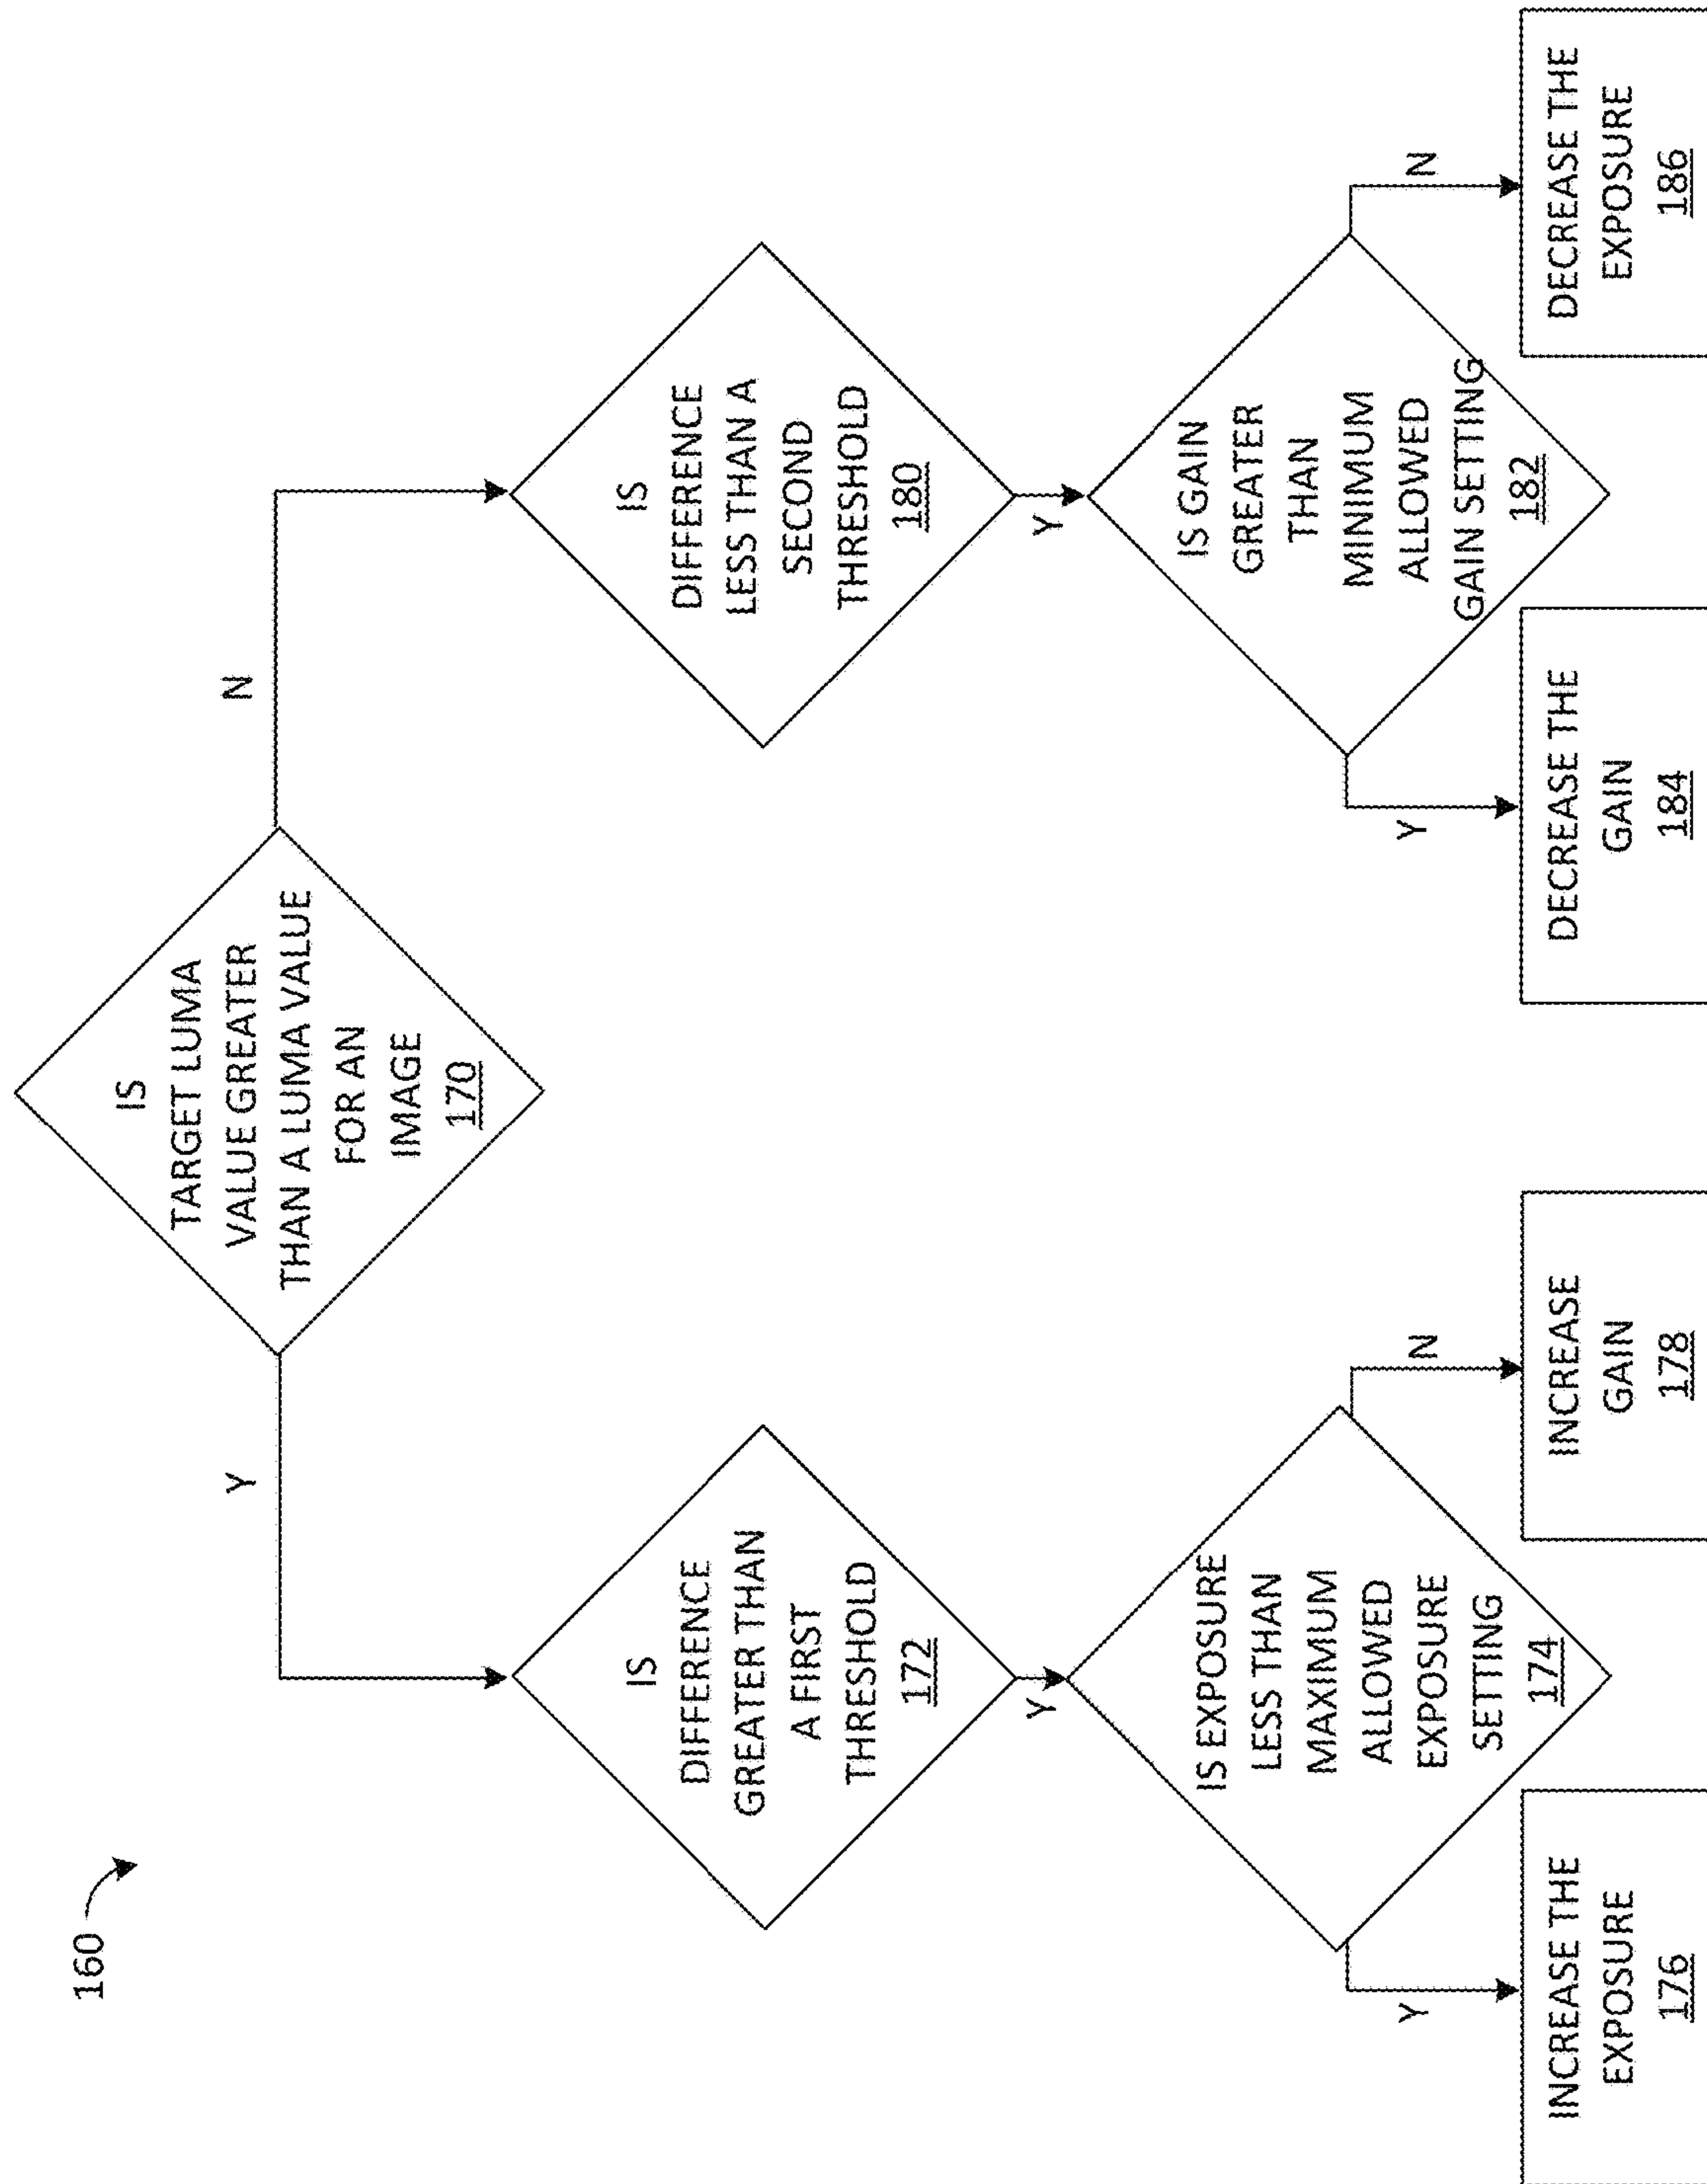 160
IS
TARGET LUMA
VALUE GREATER
THAN A LUMA VALUE
FOR AN
IMAGE
170
Y
N
IS
DIFFERENCE
GREATER THAN
A FIRST
THRESHOLD
172
IS
DIFFERENCE
LESS THAN A
SECOND
THRESHOLD
180
Y
Y
IS EXPOSURE
LESS THAN
MAXIMUM
ALLOWED
EXPOSURE
SETTING
174
IS GAIN
GREATER
THAN
MINIMUM
ALLOWED
GAIN SETTING
182
Y
N
Y
N
INCREASE THE
EXPOSURE
176
INCREASE
GAIN
178
DECREASE THE
GAIN
184
DECREASE THE
EXPOSURE
186